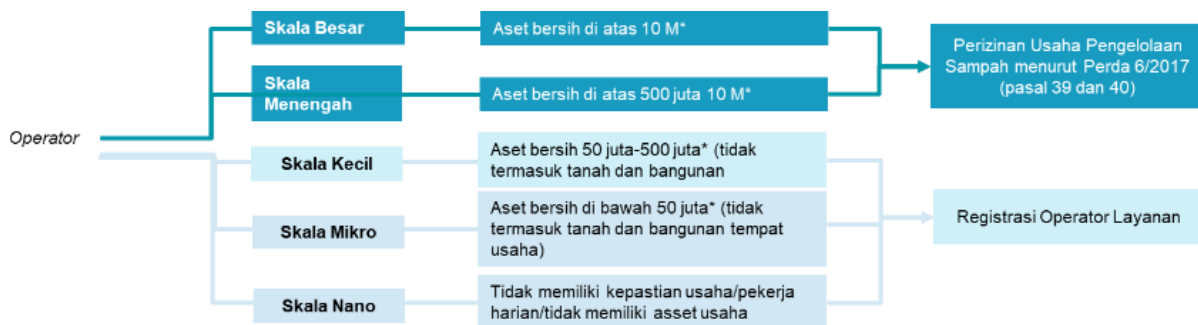 Operator
Skala Besar
Aset bersih di atas 10 M*
Skala
Menengah
Aset bersih di atas 500 juta 10 M*
Perizinan Usaha Pengelolaan
Sampah menurut Perda 6/2017
(pasal 39 dan 40)
Skala Kecil
Aset bersih 50 juta-500 juta* (tidak
termasuk tanah dan bangunan
Skala Mikro
Aset bersih di bawah 50 juta* (tidak
termasuk tanah dan bangunan tempat
usaha)
Skala Nano
Tidak memiliki kepastian usaha/pekerja
harian/tidak memiliki asset usaha
Registrasi Operator Layanan